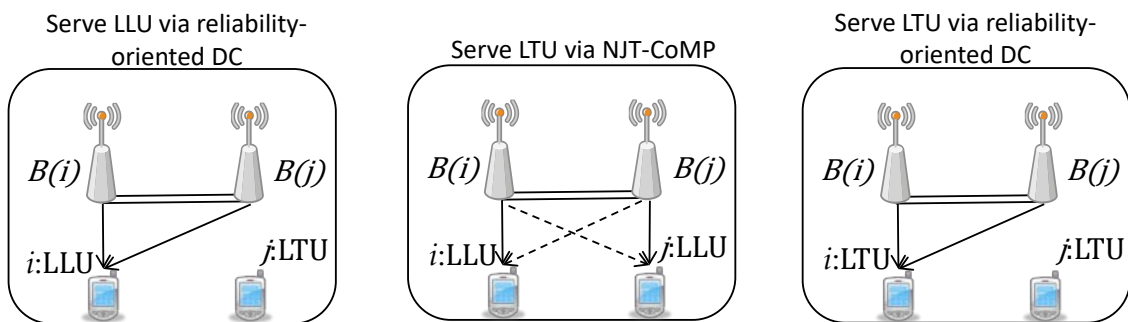 Serve LLU via reliability-
oriented DC
B(i)
B(j)
i:LLU
j:LTU
Serve LTU via NJT-CoMP
B(i)
B(j)
i:LLU
j:LLU
Serve LTU via reliability-
oriented DC
B(i)
B(j)
i:LTU
j:LTU